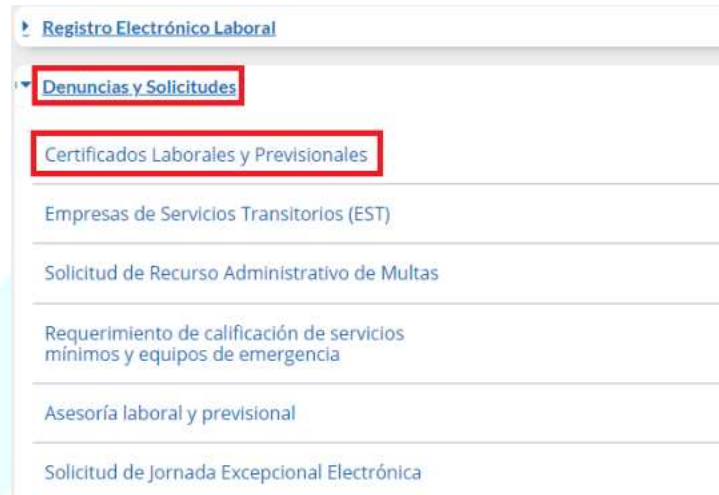 Registro Electrónico Laboral
Denuncias y Solicitudes
Certificados Laborales y Previsionales
Empresas de Servicios Transitorios (EST)
Solicitud de Recurso Administrativo de Multas
Requerimiento de calificación de servicios
mínimos y equipos de emergencia
Asesoría laboral y previsional
Solicitud de Jornada Excepcional Electrónica